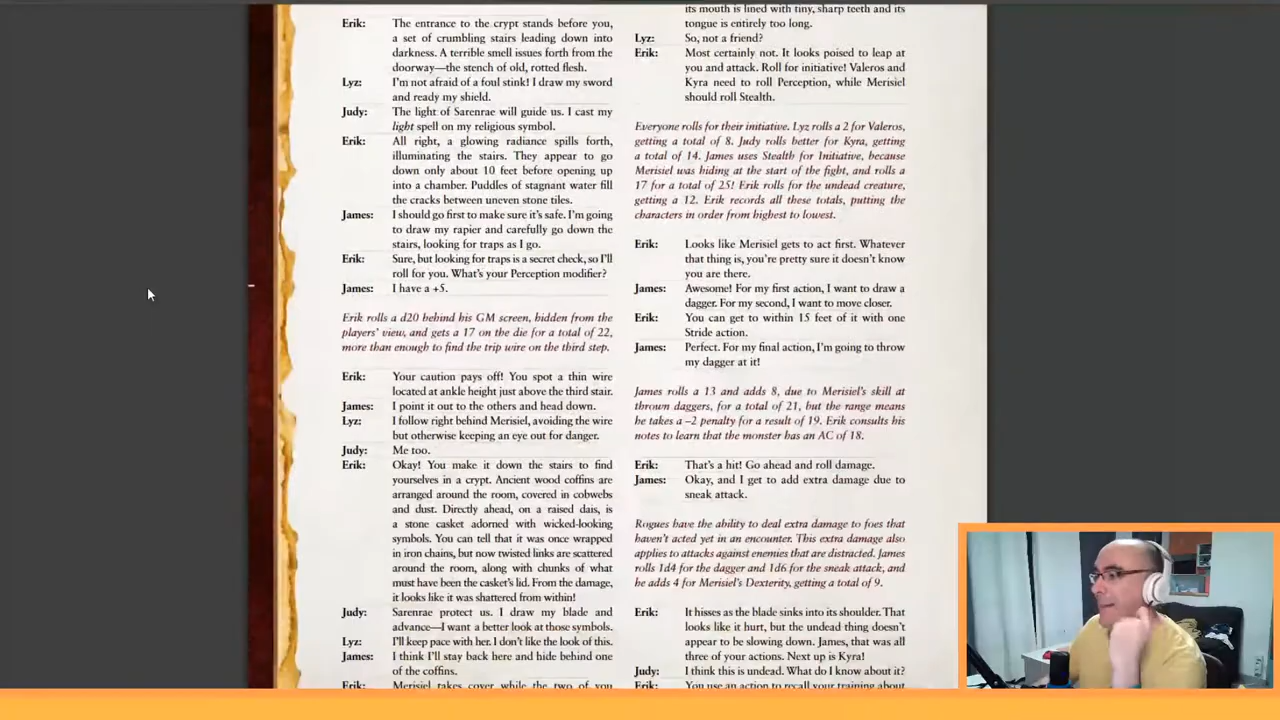 Erik: The entrance to the crypt stands before you,
a set of crumbling stairs leading down into
darkness. A terrible smell issues forth from the
doorway—the stench of old, rotted flesh.
Lyz: I'm not afraid of a foul stink! I draw my sword
and ready my shield.
Judy: The light of Sarenrae will guide us. I cast my
light spell on my religious symbol.
Erik: All right, a glowing radiance spills forth,
illuminating the stairs. They appear to go
down only about 10 feet before opening up
into a chamber. Puddles of stagnant water fill
the cracks between uneven stone tiles.
James: I should go first to make sure it's safe. I'm going
to draw my rapier and carefully go down the
stairs, looking for traps as I go.
Erik: Sure, but looking for traps is a secret check, so I'll
roll for you. What's your Perception modifier?
James: I have a +5.
Erik rolls a d20 behind his GM screen, hidden from the
players' view, and gets a 17 on the die for a total of 22,
more than enough to find the trip wire on the third step.
Erik: Your caution pays off! You spot a thin wire
located at ankle height just above the third stair.
James: I point it out to the others and head down.
Lyz: I follow right behind Merisiel, avoiding the wire
but otherwise keeping an eye out for danger.
Judy: Me too.
Erik: Okay! You make it down the stairs to find
yourselves in a crypt. Ancient wood coffins are
arranged around the room, covered in cobwebs
and dust. Directly ahead, on a raised dais, is
a stone casket adorned with wicked-looking
symbols. You can tell that it was once wrapped
in iron chains, but now twisted links are scattered
around the room, along with chunks of what
must have been the casket's lid. From the damage,
it looks like it was shattered from within!
Judy: Sarenrae protect us. I draw my blade and
advance—I want a better look at those symbols.
Lyz: I'll keep pace with her. I don't like the look of this.
James: I think I'll stay back here and hide behind one
of the coffins.
Erik: Merisiel takes cover while the two of you
its mouth is lined with tiny, sharp teeth and its
tongue is entirely too long.
Lyz: So, not a friend?
Erik: Most certainly not. It looks poised to leap at
you and attack. Roll for initiative! Valeros and
Kyra need to roll Perception, while Merisiel
should roll Stealth.
Everyone rolls for their initiative. Lyz rolls a 2 for Valeros,
getting a total of 8. Judy rolls better for Kyra, getting
a total of 14. James uses Stealth for Initiative, because
Merisiel was hiding at the start of the fight, and rolls a
17 for a total of 25! Erik rolls for the undead creature,
getting a 12. Erik records all these totals, putting the
characters in order from highest to lowest.
Erik: Looks like Merisiel gets to act first. Whatever
that thing is, you're pretty sure it doesn't know
you are there.
James: Awesome! For my first action, I want to draw a
dagger. For my second, I want to move closer.
Erik: You can get to within 15 feet of it with one
Stride action.
James: Perfect. For my final action, I'm going to throw
my dagger at it!
James rolls a 13 and adds 8, due to Merisiel's skill at
thrown daggers, for a total of 21, but the range means
he takes a –2 penalty for a result of 19. Erik consults his
notes to learn that the monster has an AC of 18.
Erik: That's a hit! Go ahead and roll damage.
James: Okay, and I get to add extra damage due to
sneak attack.
Rogues have the ability to deal extra damage to foes that
haven't acted yet in an encounter. This extra damage also
applies to attacks against enemies that are distracted. James
rolls 1d4 for the dagger and 1d6 for the sneak attack, and
he adds 4 for Merisiel's Dexterity, getting a total of 9.
Erik: It hisses as the blade sinks into its shoulder. That
looks like it hurt, but the undead thing doesn't
appear to be slowing down. James, that was all
three of your actions. Next up is Kyra!
Judy: I think this is undead. What do I know about it?
Erik: You use an action to recall your training about